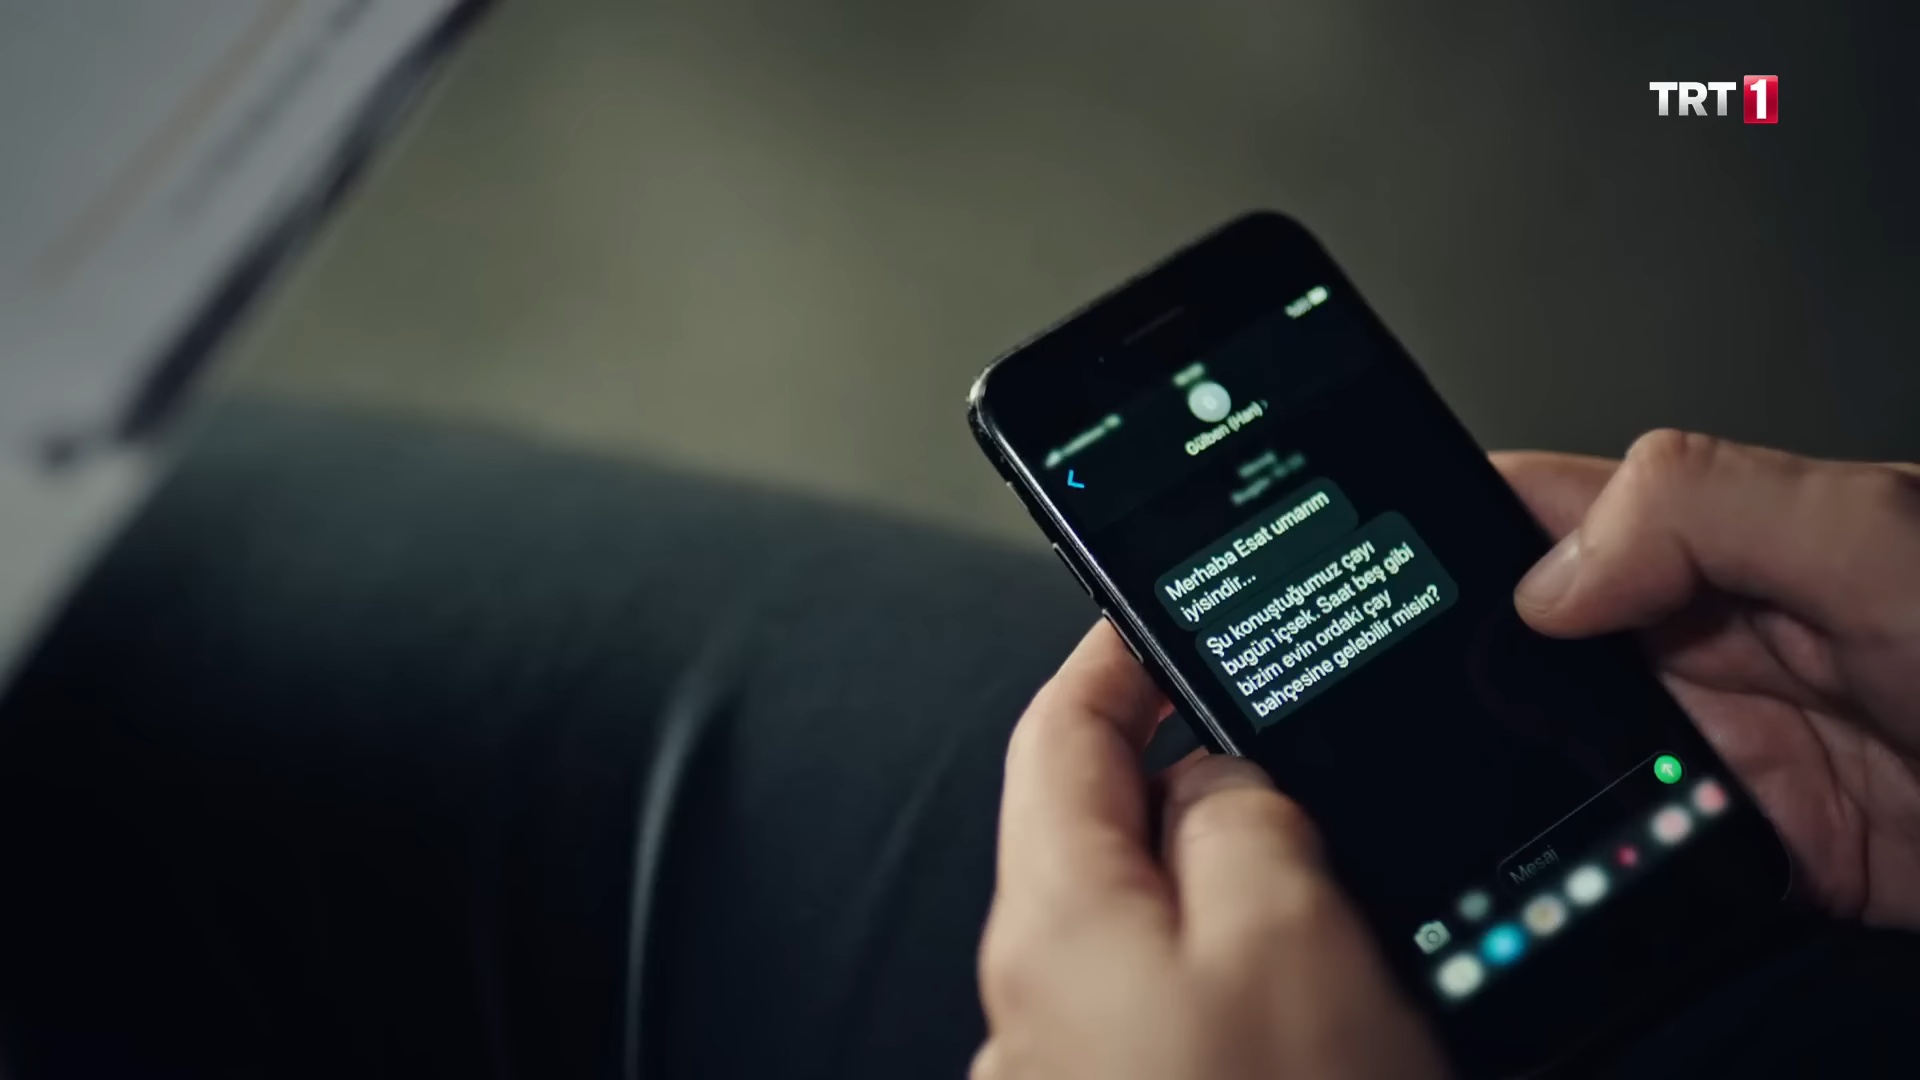 TRT 1
Gülben (Hani)
Merhaba Esat umarım
iyisindir...
Şu konuştuğumuz çayı
bugün içsek. Saat beş gibi
bizim evin ordaki çay
bahçesine gelebilir misin?
Mesaj